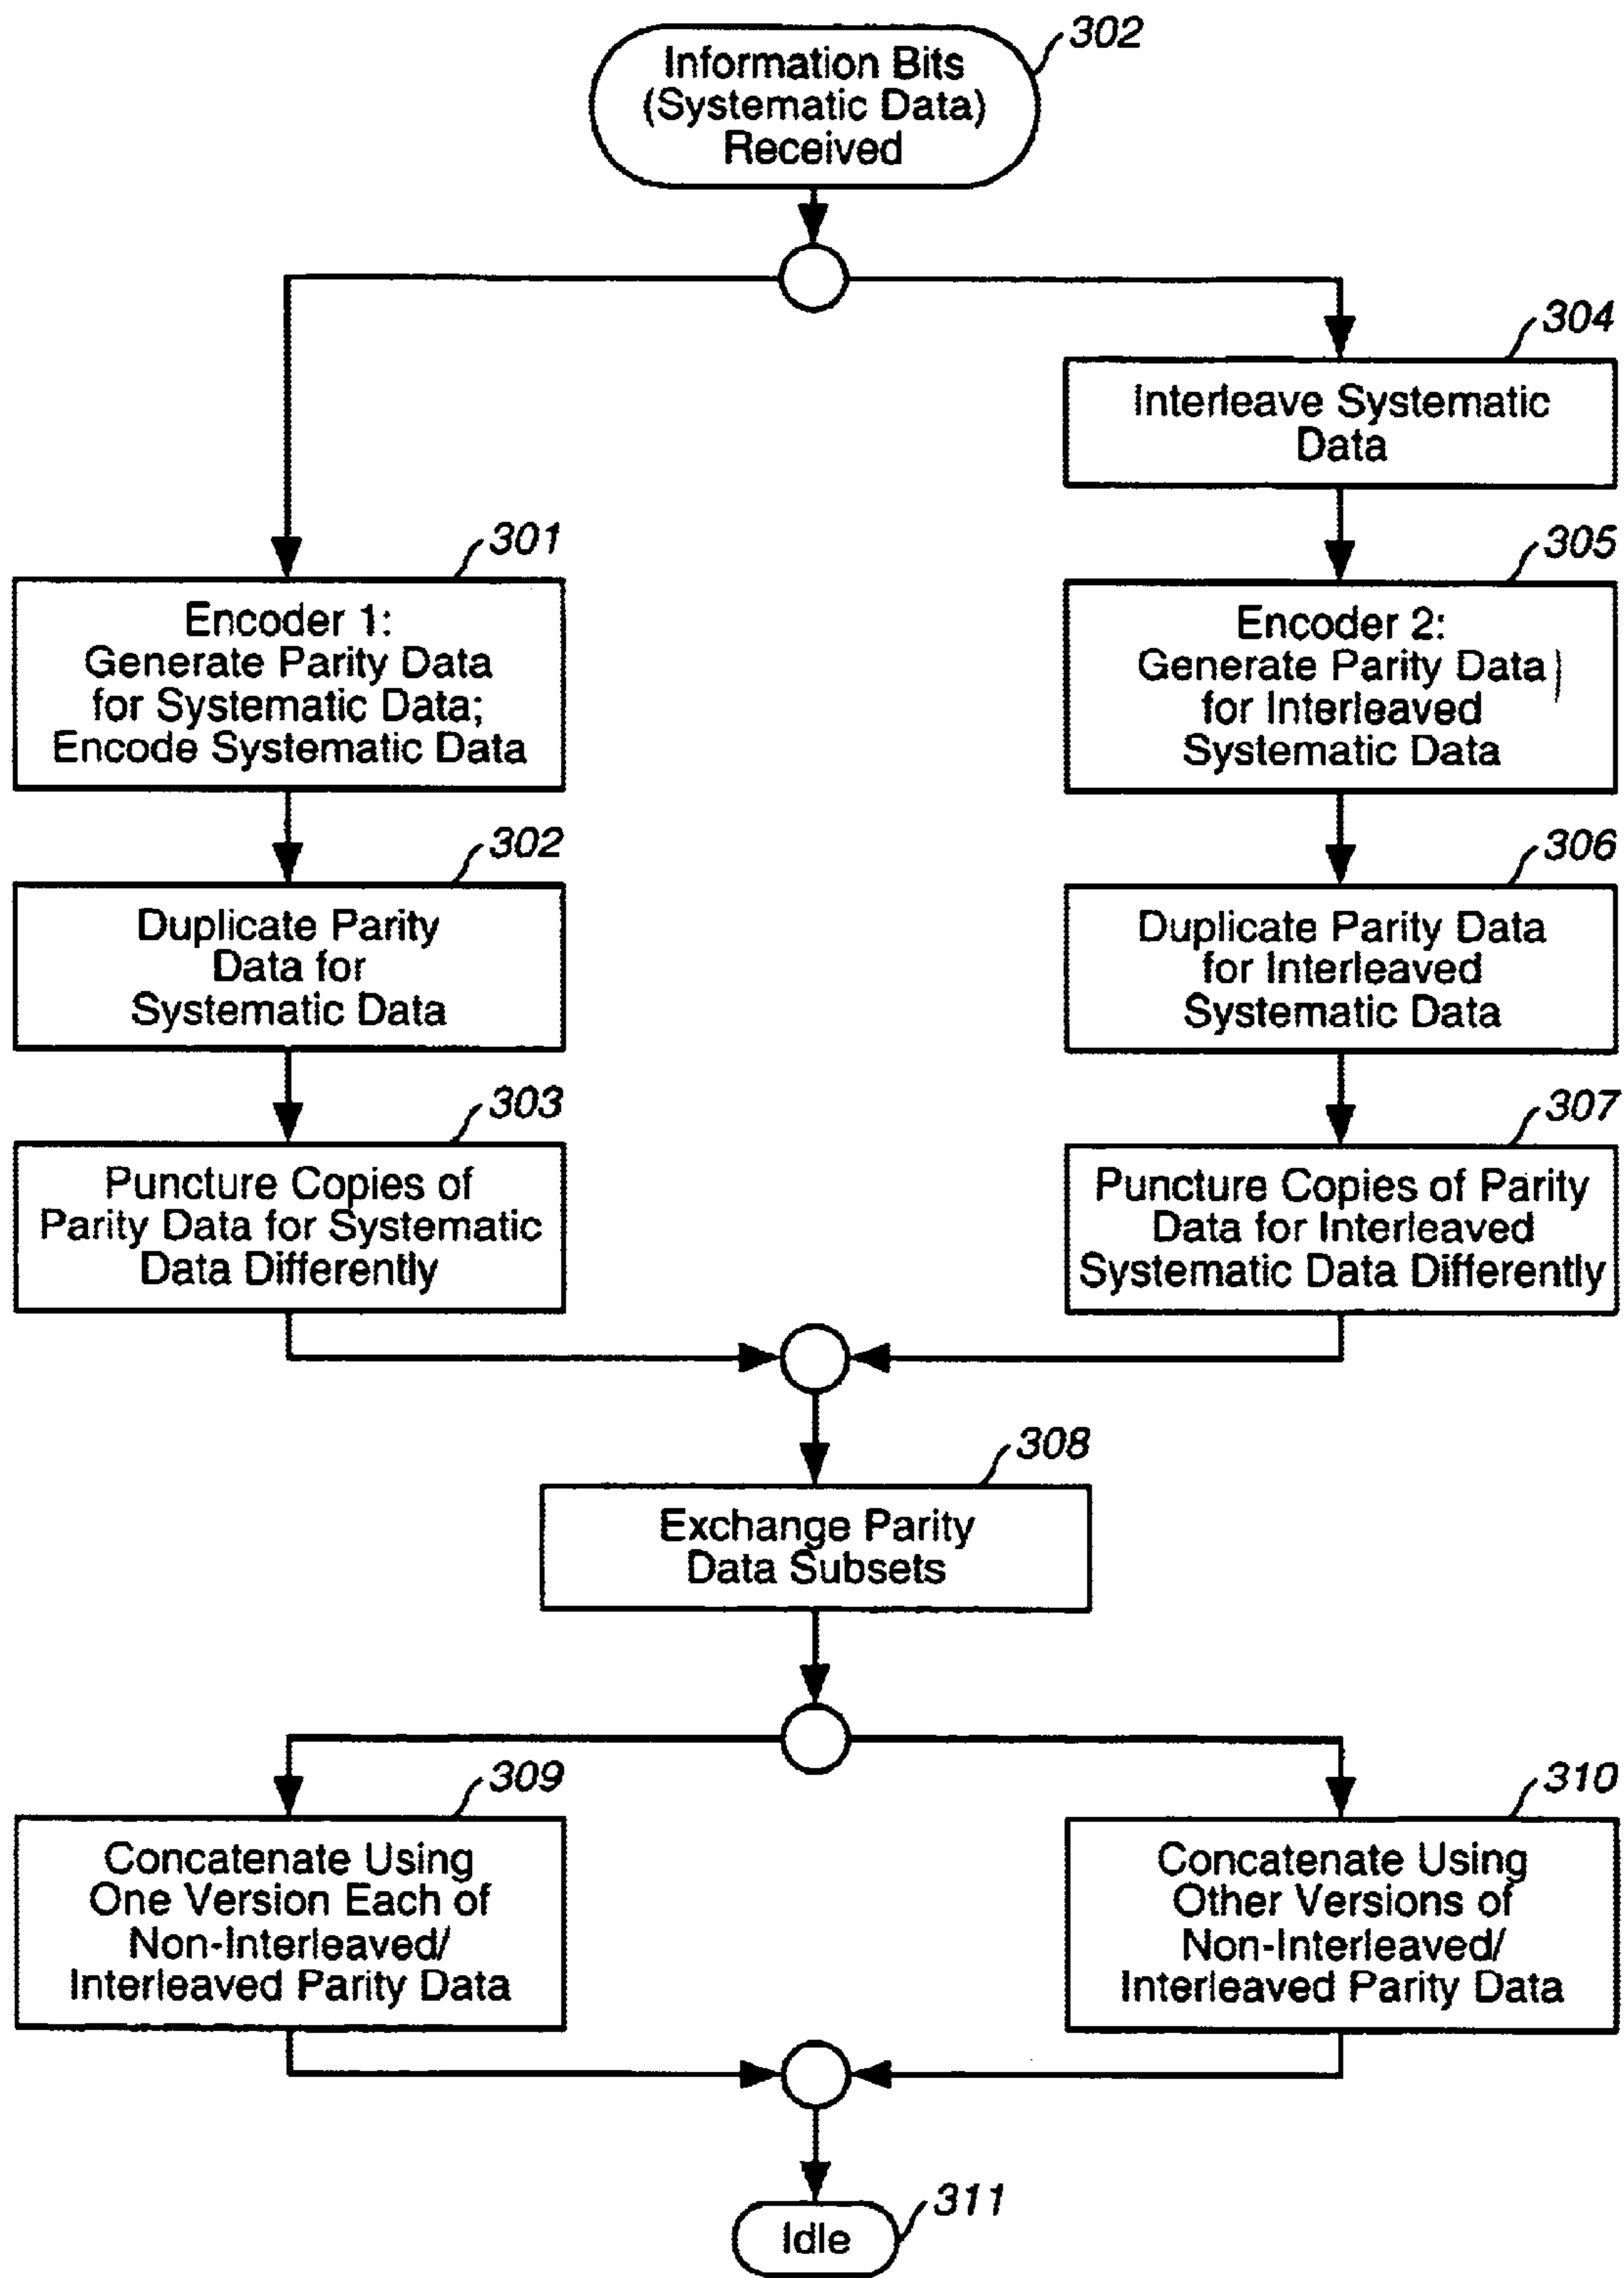 302
Information Bits
(Systematic Data)
Received
304
Interleave Systematic
Data
301
Encoder 1:
Generate Parity Data
for Systematic Data;
Encode Systematic Data
305
Encoder 2:
Generate Parity Data
for Interleaved
Systematic Data
302
Duplicate Parity
Data for
Systematic Data
306
Duplicate Parity Data
for Interleaved
Systematic Data
303
Puncture Copies of
Parity Data for Systematic
Data Differently
307
Puncture Copies of Parity
Data for Interleaved
Systematic Data Differently
308
Exchange Parity
Data Subsets
309
Concatenate Using
One Version Each of
Non-Interleaved/
Interleaved Parity Data
310
Concatenate Using
Other Versions of
Non-Interleaved/
Interleaved Parity Data
311
Idle